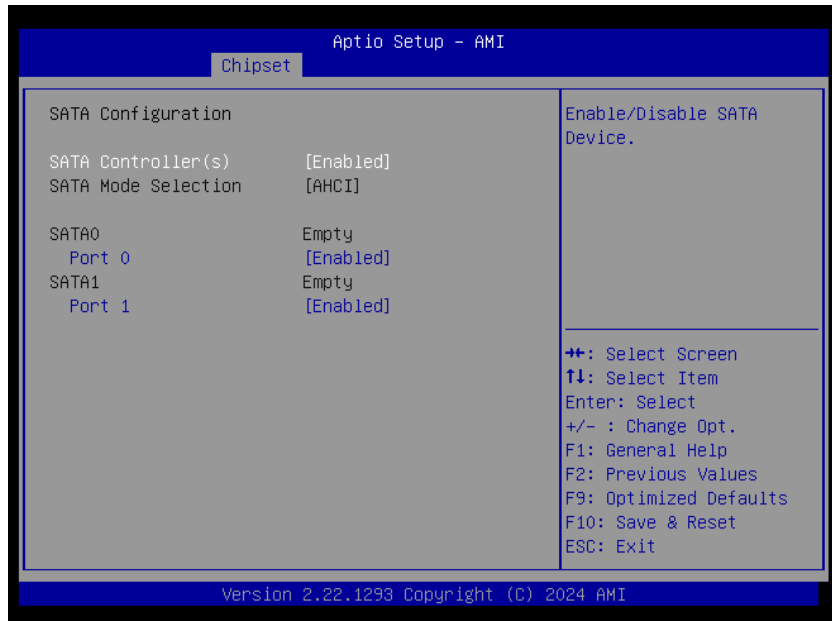 Aptio Setup – AMI
Chipset
SATA Configuration
SATA Controller(s) [Enabled]
SATA Mode Selection [AHCI]
SATA0 Empty
Port 0 [Enabled]
SATA1 Empty
Port 1 [Enabled]
Enable/Disable SATA
Device.
→←: Select Screen
↑↓: Select Item
Enter: Select
+/– : Change Opt.
F1: General Help
F2: Previous Values
F9: Optimized Defaults
F10: Save & Reset
ESC: Exit
Version 2.22.1293 Copyright (C) 2024 AMI